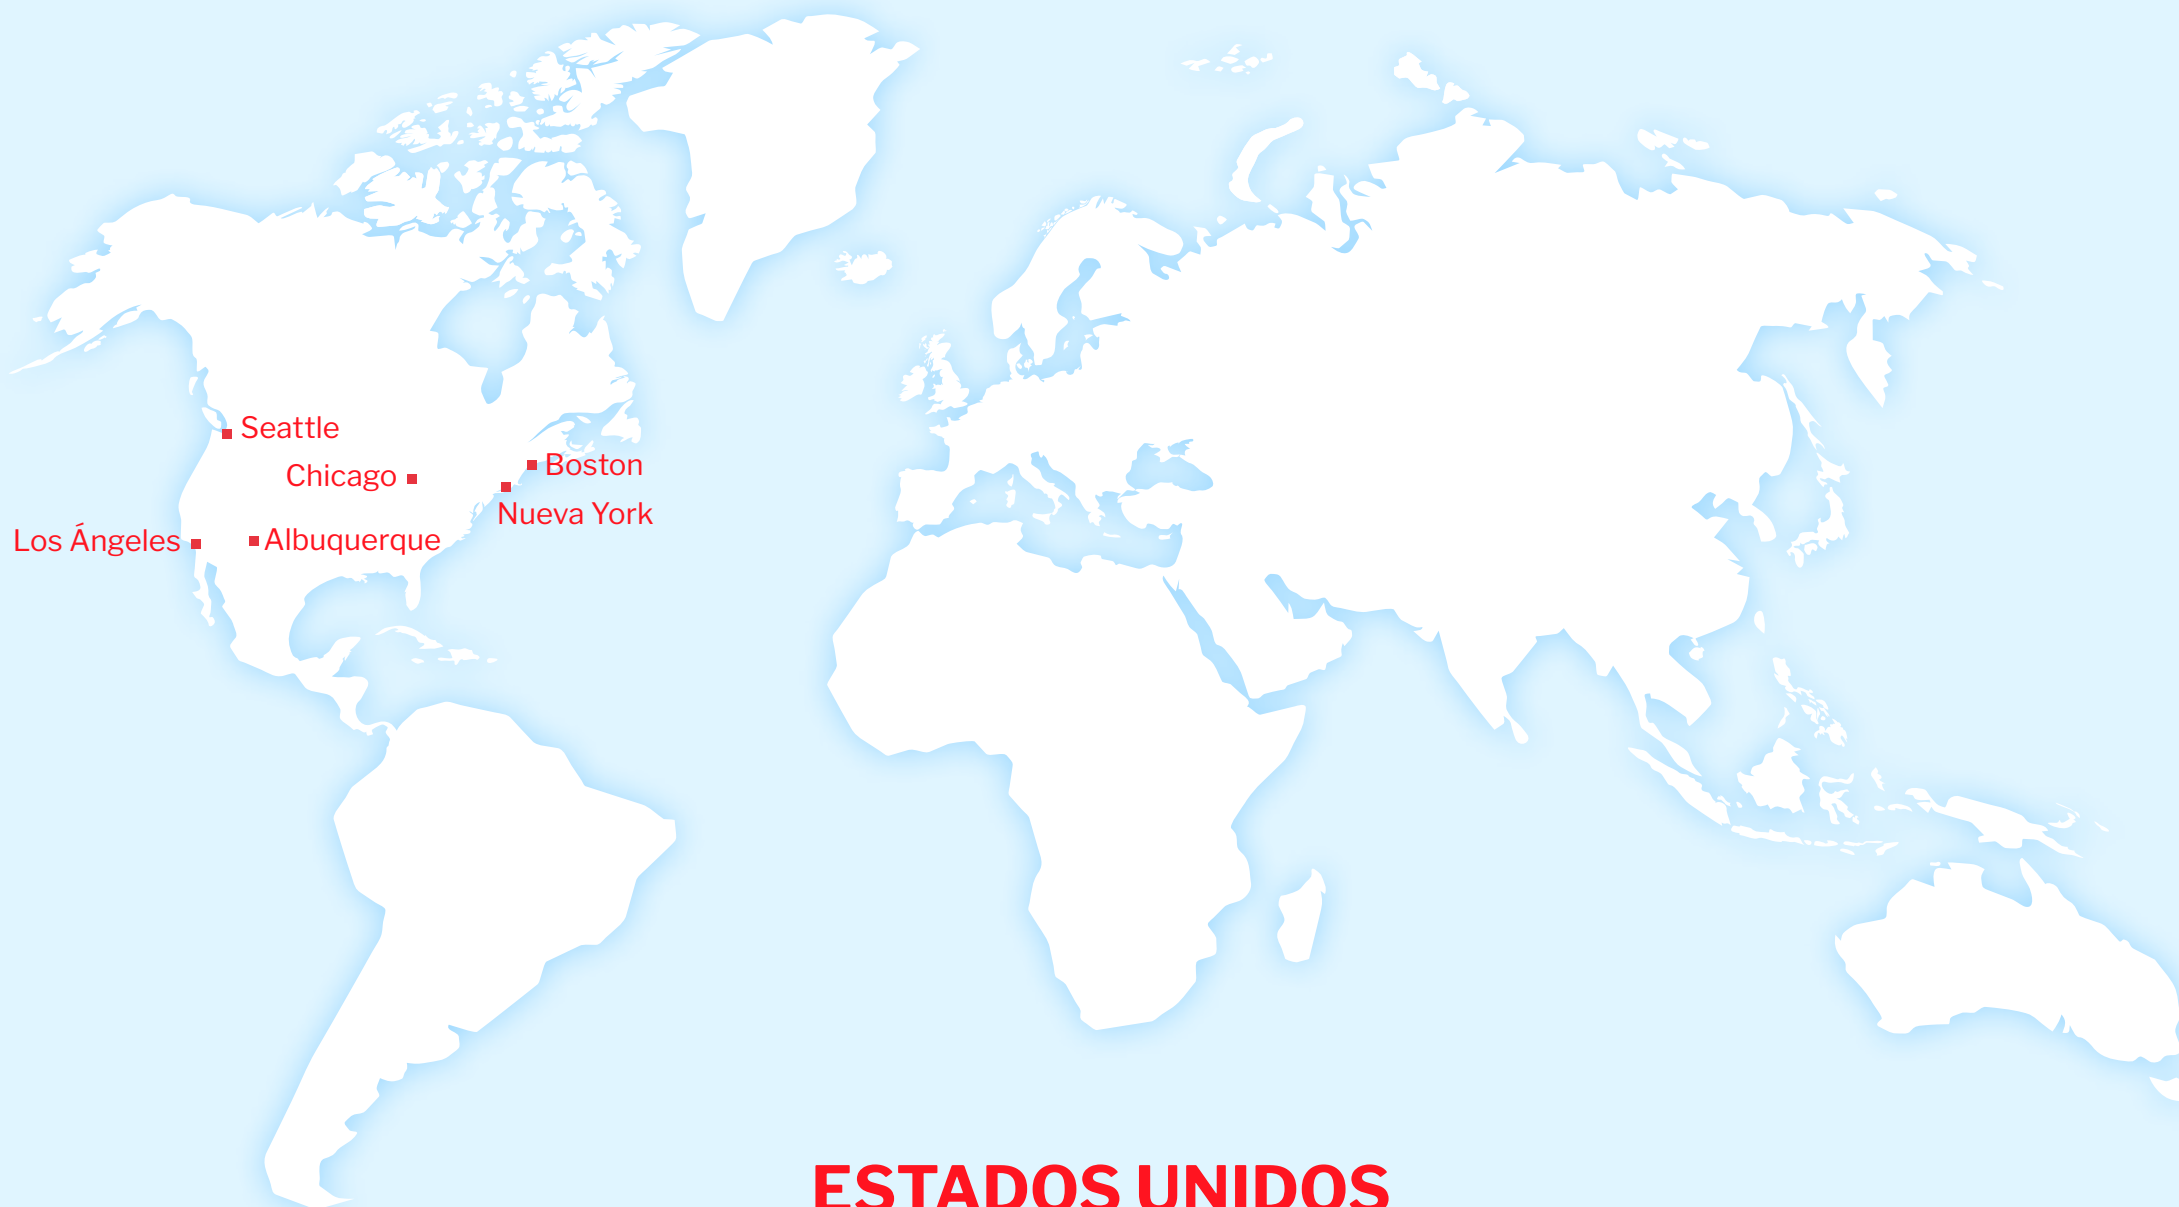 Seattle
Boston
Chicago
Nueva York
Los Ángeles
Albuquerque
ESTADOS UNIDOS